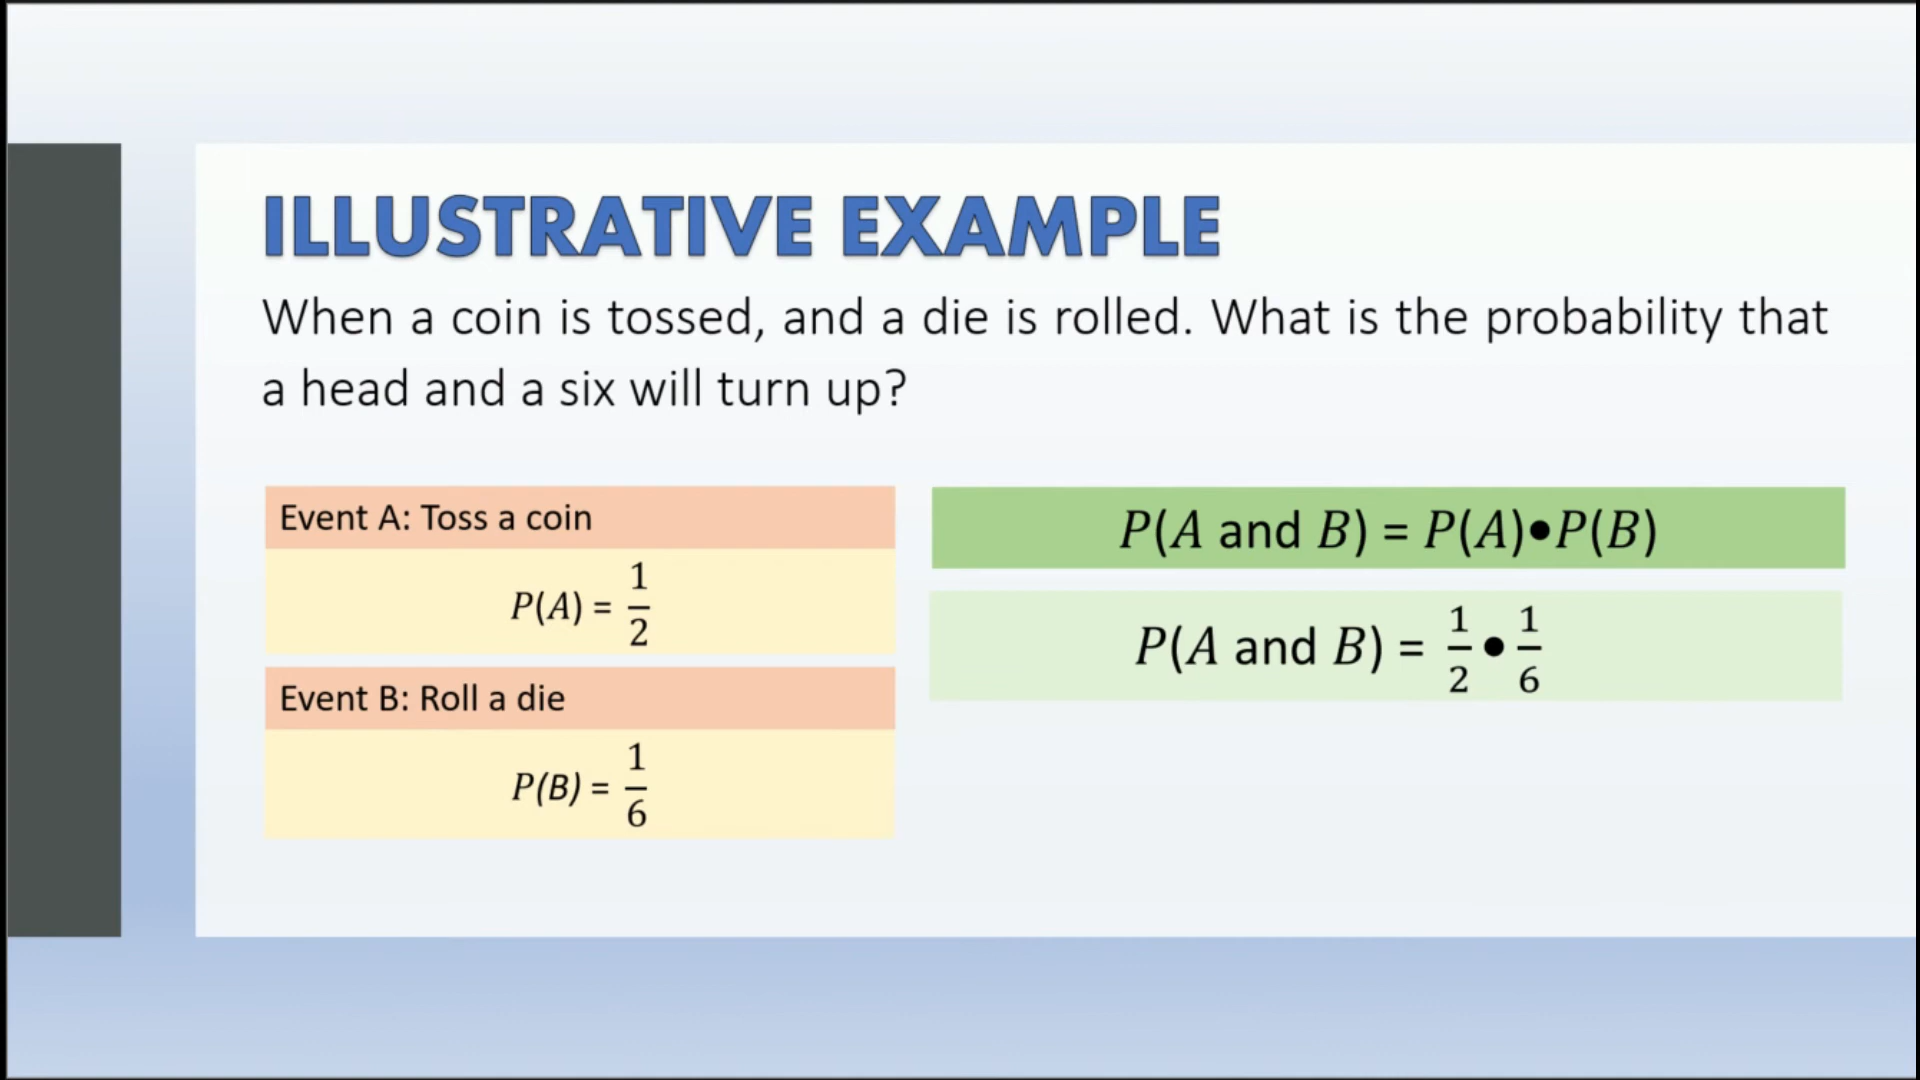 ILLUSTRATIVE EXAMPLE
When a coin is tossed, and a die is rolled. What is the probability that
a head and a six will turn up?
Event A: Toss a coin
P(A) = 1/2
Event B: Roll a die
P(B) = 1/6
P(A and B) = P(A)•P(B)
P(A and B) = 1/2 • 1/6